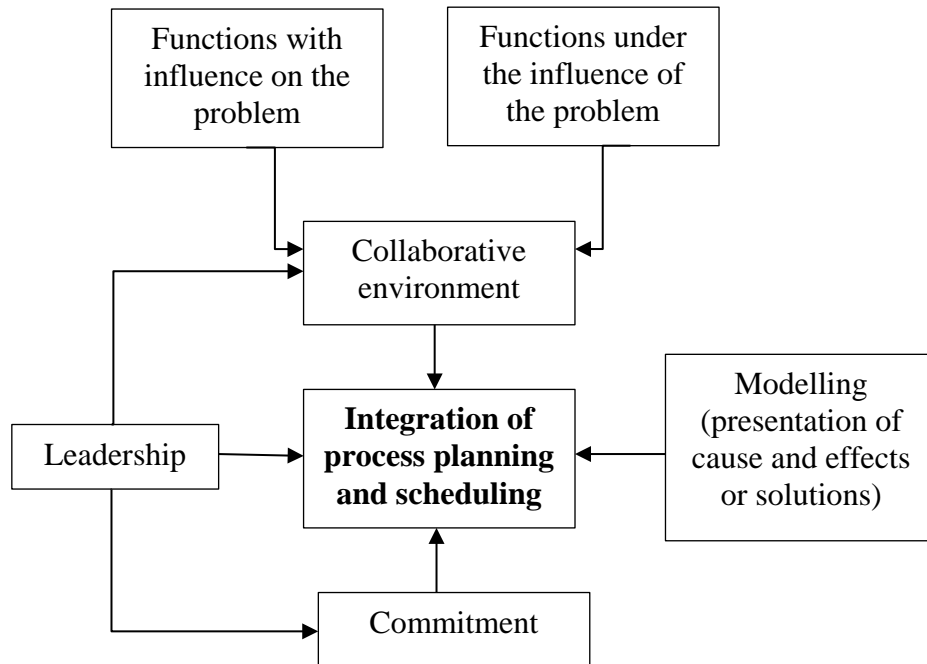 Functions with
influence on the
problem
Functions under
the influence of
the problem
Collaborative
environment
Integration of
process planning
and scheduling
Leadership
Modelling
(presentation of
cause and effects
or solutions)
Commitment